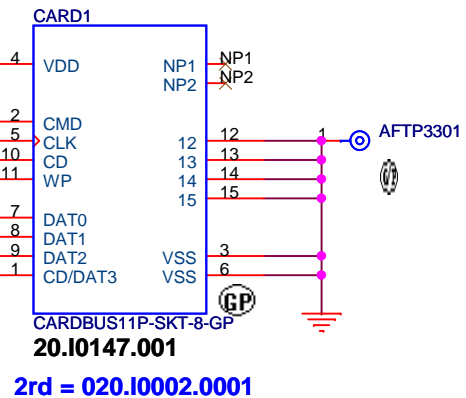 CARD1
4 VDD NP1 NP1
NP2 NP2
2 CMD
5 CLK 12 12 1 AFTP3301
10 CD 13 13
11 WP 14 14
15 15
7 DAT0
8 DAT1
9 DAT2 VSS 3
1 CD/DAT3 VSS 6
GP
CARDBUS11P-SKT-8-GP
20.I0147.001
2rd = 020.I0002.0001